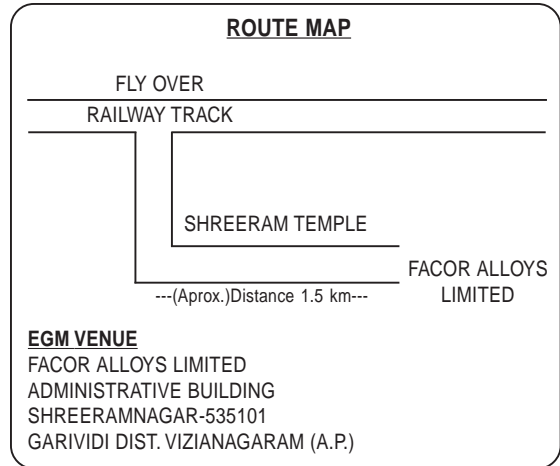 ROUTE MAP
FLY OVER
RAILWAY TRACK
SHREERAM TEMPLE
FACOR ALLOYS
LIMITED
---(Aprox.)Distance 1.5 km---
EGM VENUE
FACOR ALLOYS LIMITED
ADMINISTRATIVE BUILDING
SHREERAMNAGAR-535101
GARIVIDI DIST. VIZIANAGARAM (A.P.)